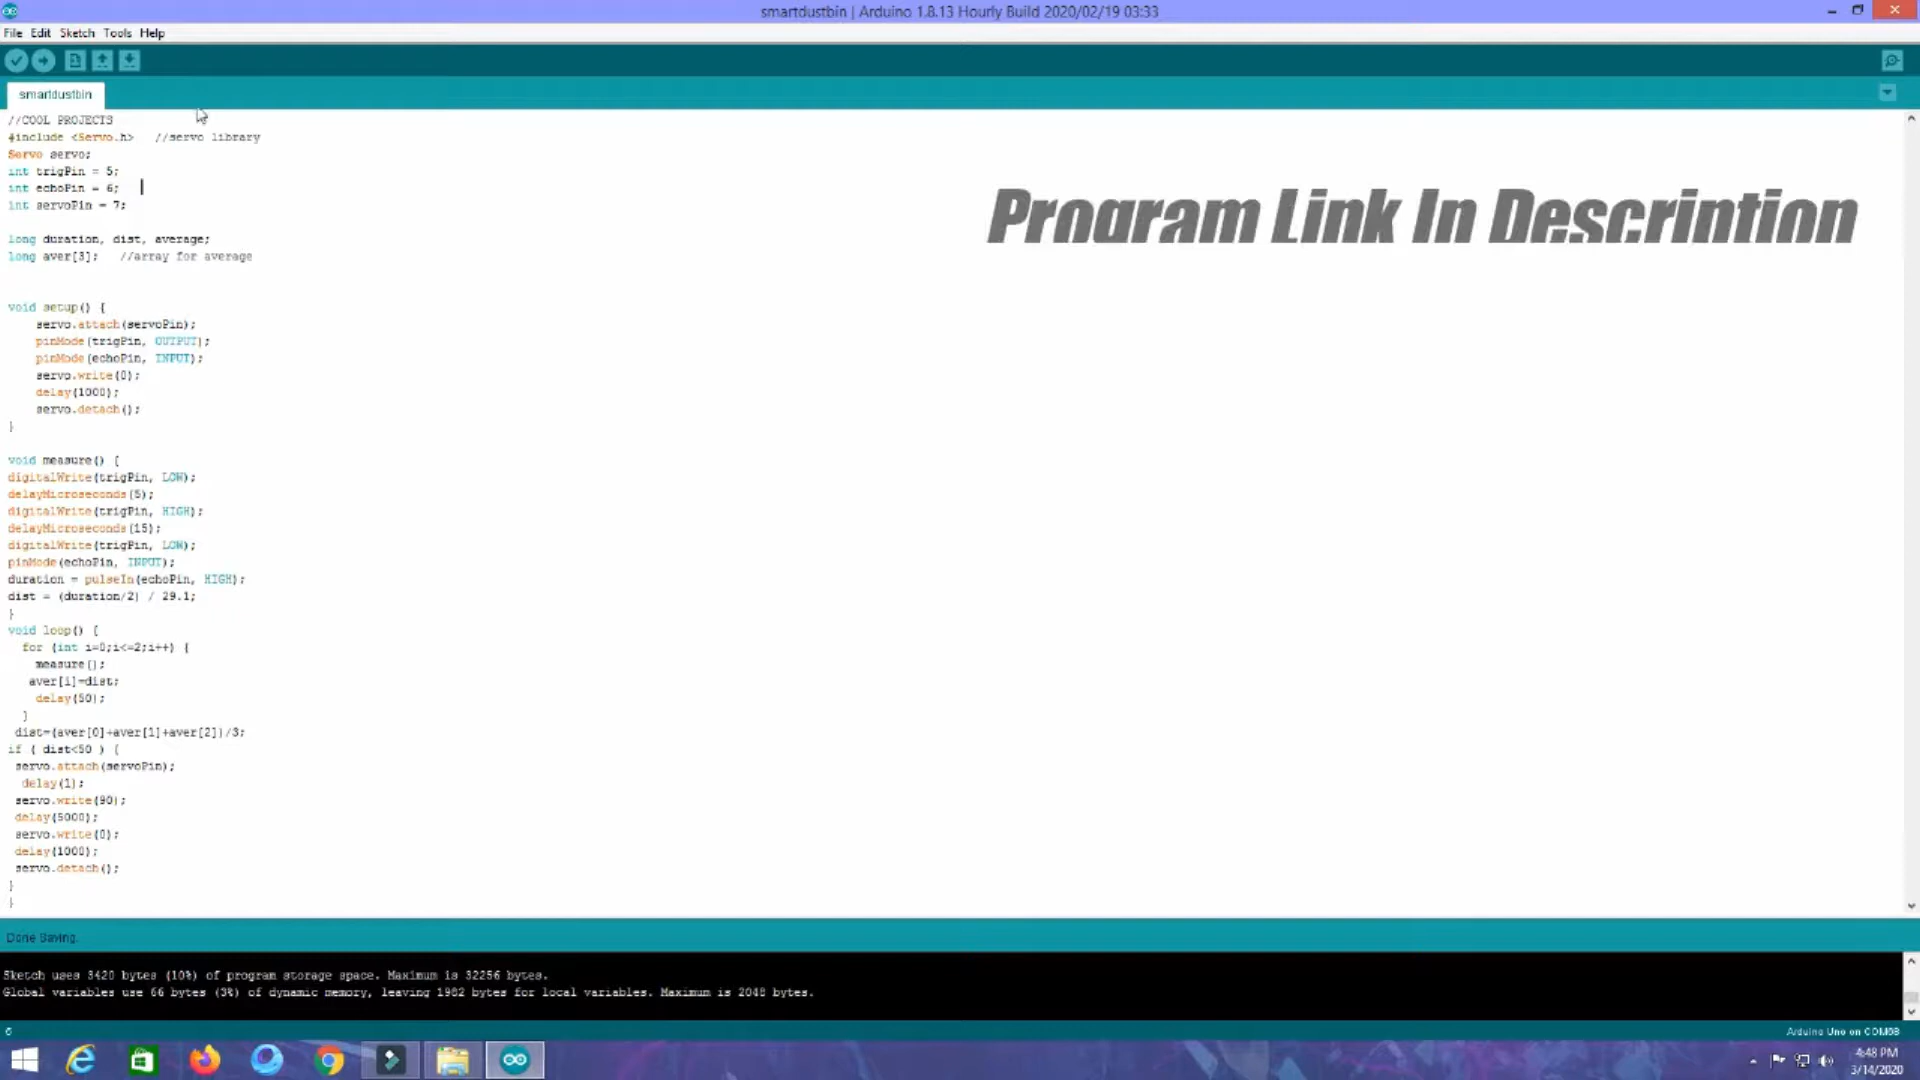 smartdustbin | Arduino 1.8.13 Hourly Build 2020/02/19 03:33
File Edit Sketch Tools Help
smartdustbin
//COOL PROJECTS
#include <Servo.h>   //servo library
Servo servo;
int trigPin = 5;
int echoPin = 6;
int servoPin = 7;
Program Link In Description
long duration, dist, average;
long aver[3];   //array for average
void setup() {
servo.attach(servoPin);
pinMode(trigPin, OUTPUT);
pinMode(echoPin, INPUT);
servo.write(0);
delay(1000);
servo.detach();
}
void measure() {
digitalWrite(trigPin, LOW);
delayMicroseconds(5);
digitalWrite(trigPin, HIGH);
delayMicroseconds(15);
digitalWrite(trigPin, LOW);
pinMode(echoPin, INPUT);
duration = pulseIn(echoPin, HIGH);
dist = (duration/2) / 29.1;
}
void loop() {
for (int i=0;i<=2;i++) {
measure();
aver[i]=dist;
delay(50);
}
dist=(aver[0]+aver[1]+aver[2])/3;
if ( dist<50 ) {
servo.attach(servoPin);
delay(1);
servo.write(90);
delay(5000);
servo.write(0);
delay(1000);
servo.detach();
}
}
Done Saving.
Sketch uses 3420 bytes (10%) of program storage space. Maximum is 32256 bytes.
Global variables use 66 bytes (3%) of dynamic memory, leaving 1982 bytes for local variables. Maximum is 2048 bytes.
Arduino Uno on COM08
4:48 PM
3/14/2020